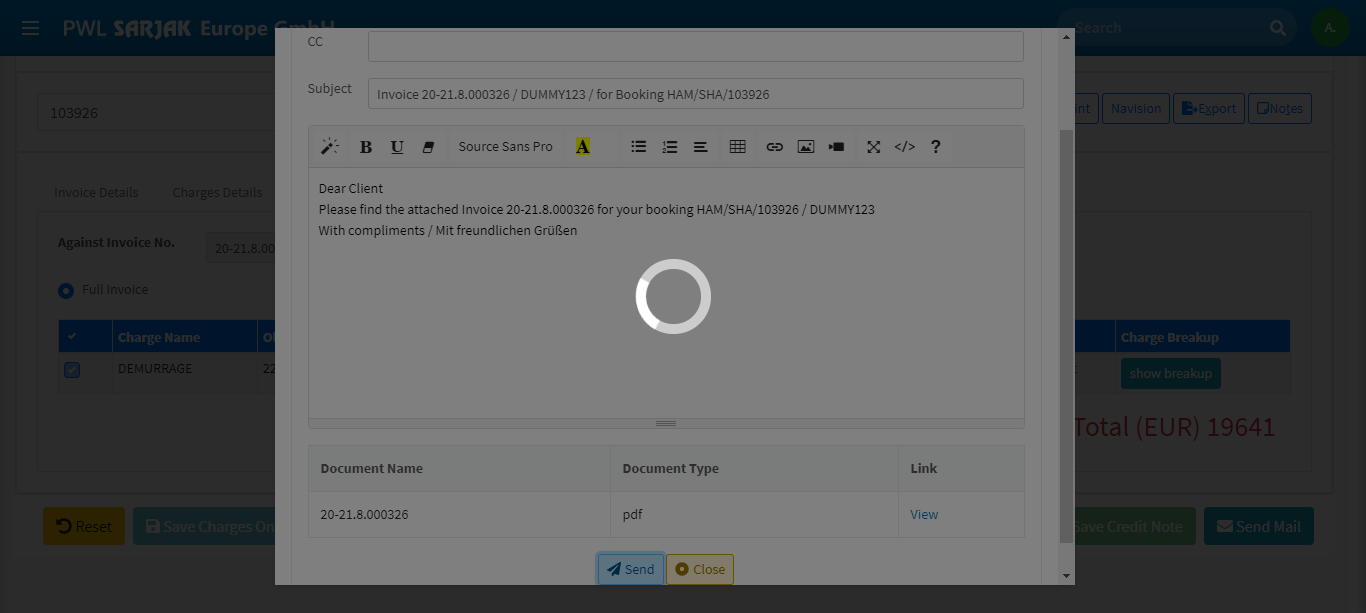 PWL SARJAK Europe GmbH
Search
A.
CC
Subject
Invoice 20-21.8.000326 / DUMMY123 / for Booking HAM/SHA/103926
103926
Navision
Export
Notes
B U Source Sans Pro A </> ?
Invoice Details
Charges Details
Dear Client
Please find the attached Invoice 20-21.8.000326 for your booking HAM/SHA/103926 / DUMMY123
With compliments / Mit freundlichen Grüßen
Against Invoice No.
20-21.8.00
Full Invoice
Charge Name
Charge Breakup
DEMURRAGE
22
show breakup
Total (EUR) 19641
Document Name
Document Type
Link
20-21.8.000326
pdf
View
Reset
Save Charges On
Save Credit Note
Send Mail
Send
Close